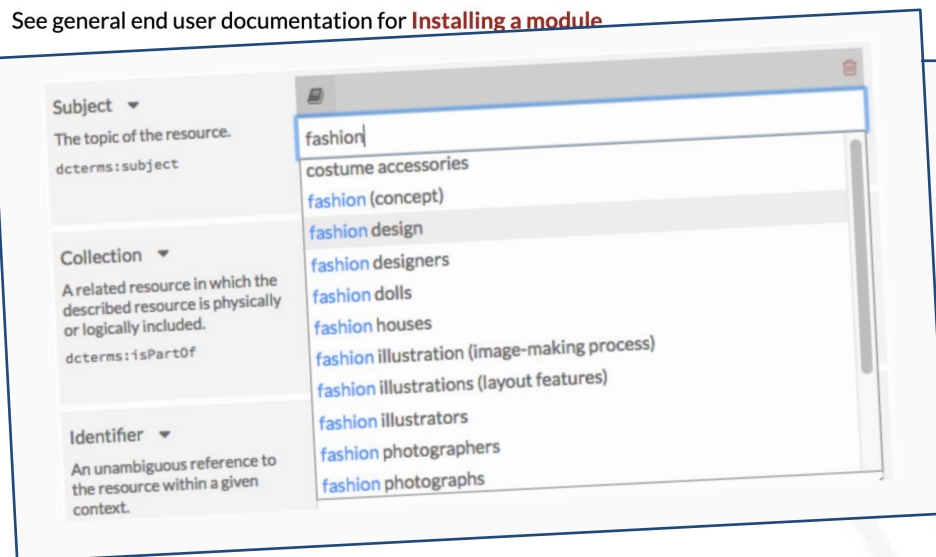 See general end user documentation for Installing a module
Subject
The topic of the resource.
dcterms:subject
fashion
costume accessories
fashion (concept)
fashion design
fashion designers
fashion dolls
fashion houses
fashion illustration (image-making process)
fashion illustrations (layout features)
fashion illustrators
fashion photographers
fashion photographs
Collection
A related resource in which the
described resource is physically
or logically included.
dcterms:isPartOf
Identifier
An unambiguous reference to
the resource within a given
context.